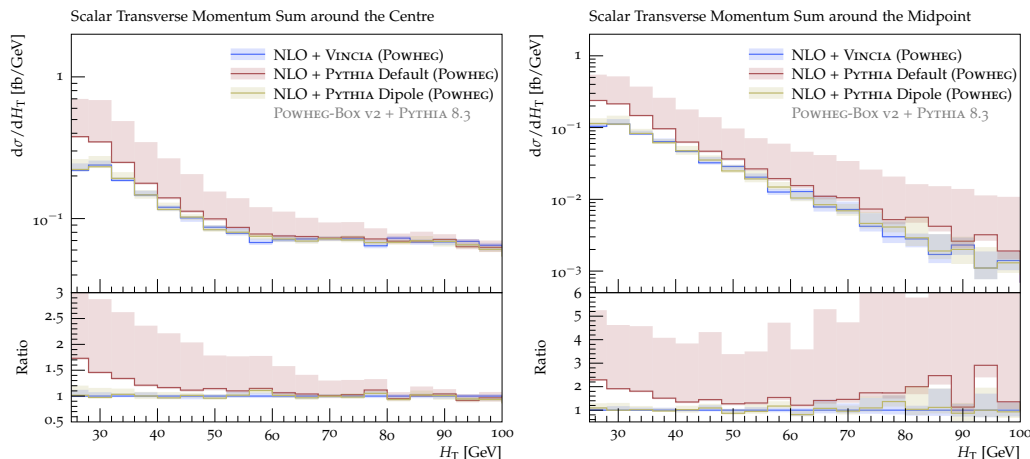 Scalar Transverse Momentum Sum around the Centre
NLO + VINCIA (POWHEG)
NLO + PYTHIA Default (POWHEG)
NLO + PYTHIA Dipole (POWHEG)
POWHEG-BOX V2 + PYTHIA 8.3
1
10⁻¹
dσ/dH_T [fb/GeV]
3
2.5
2
1.5
1
0.5
Ratio
30 40 50 60 70 80 90 100
H_T [GeV]
Scalar Transverse Momentum Sum around the Midpoint
NLO + VINCIA (POWHEG)
NLO + PYTHIA Default (POWHEG)
NLO + PYTHIA Dipole (POWHEG)
POWHEG-BOX V2 + PYTHIA 8.3
1
10⁻¹
10⁻²
10⁻³
dσ/dH_T [fb/GeV]
6
5
4
3
2
1
Ratio
30 40 50 60 70 80 90 100
H_T [GeV]